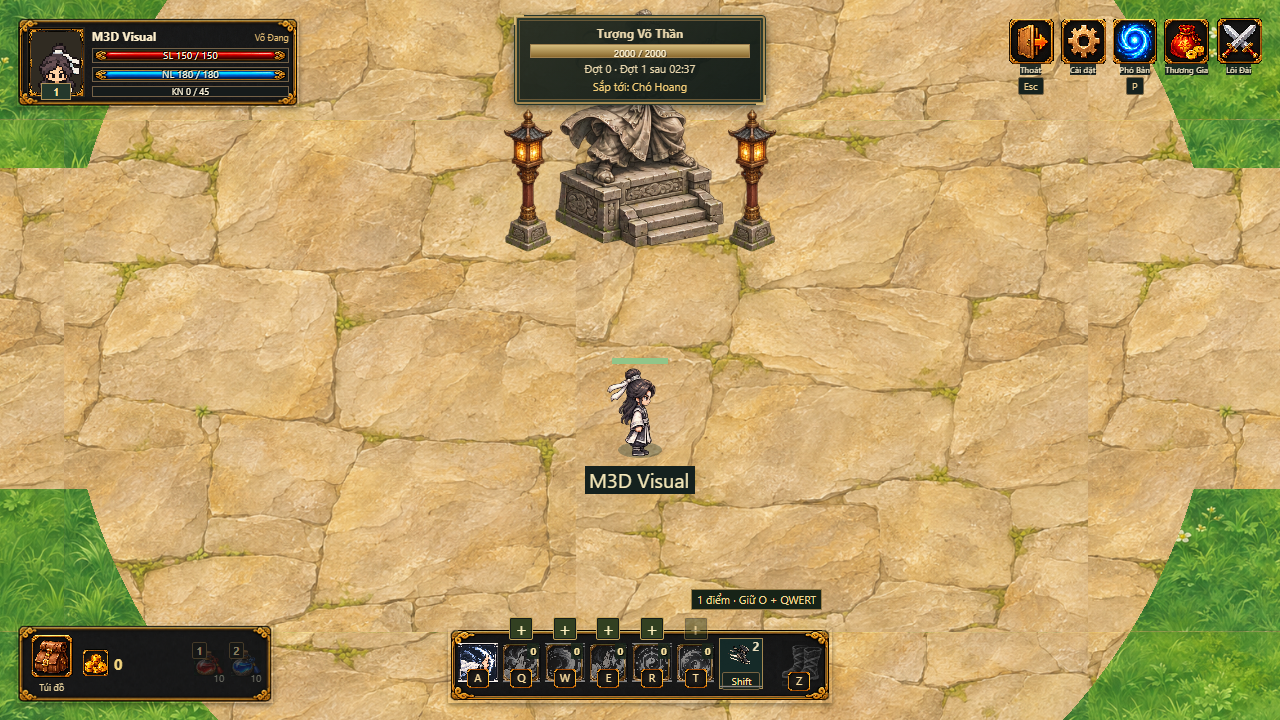 M3D Visual
Võ Đang
SL 150 / 150
NL 180 / 180
KN 0 / 45
1
Tượng Võ Thần
2000 / 2000
Đợt 0 · Đợt 1 sau 02:37
Sắp tới: Chó Hoang
Thoát
Cài đặt
Phó Bản
Thương Gia
Lôi Đài
Esc
P
M3D Visual
1 điểm · Giữ O + QWERT
+ + + + +
0 0 0 0 0 2
A Q W E R T Shift Z
0
1 2
10 10
Túi đồ